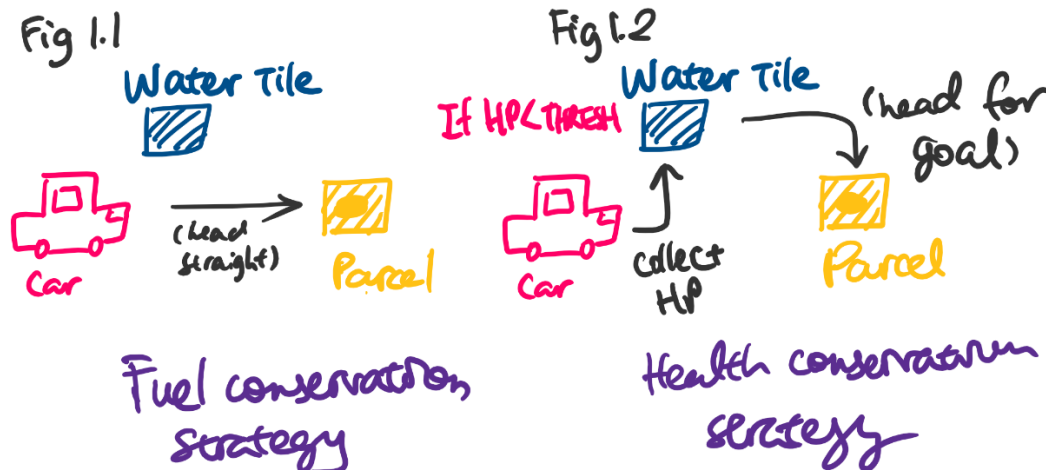 Fig 1.1
Water Tile
(head
straight)
Car
Parcel
Fuel conservation
strategy
Fig 1.2
Water Tile
If HP<THRESH
(head for
goal)
collect
HP
Car
Parcel
Health conservation
strategy